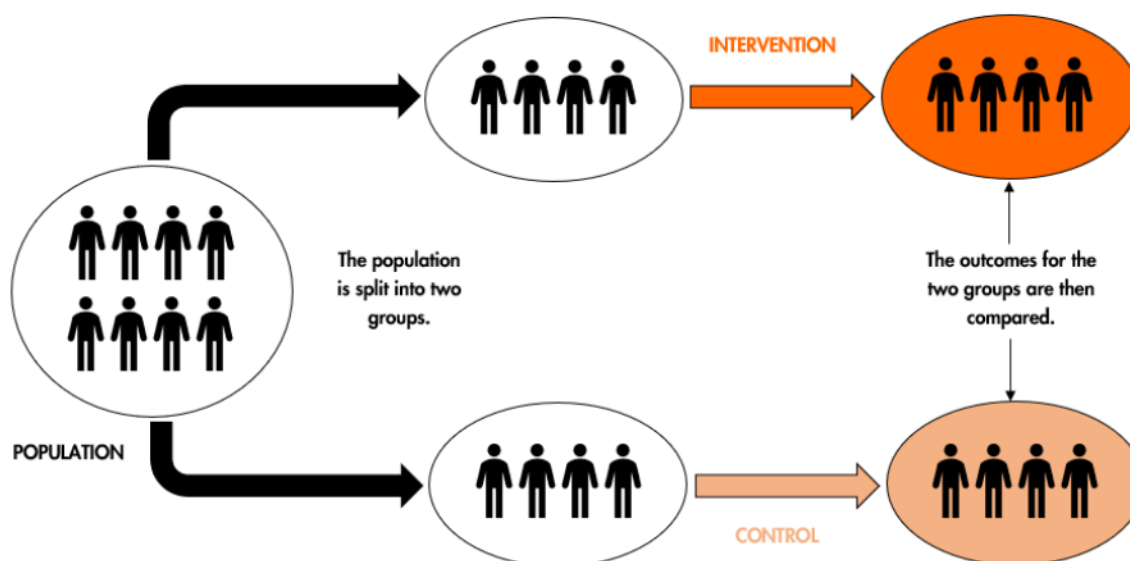 INTERVENTION
The population
is split into two
groups.
The outcomes for the
two groups are then
compared.
POPULATION
CONTROL